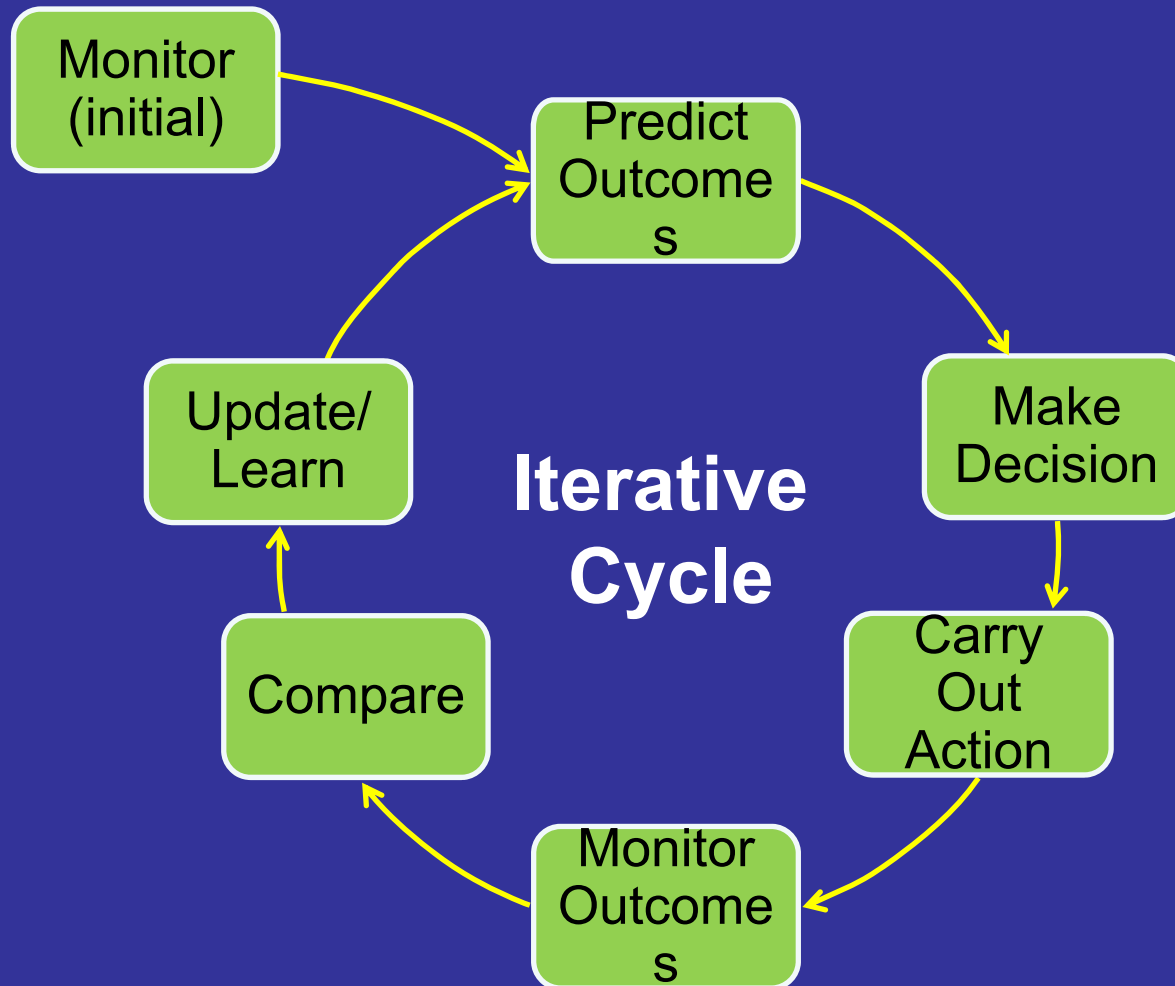 Monitor
(initial)
Predict
Outcome
s
Make
Decision
Carry
Out
Action
Monitor
Outcome
s
Compare
Update/
Learn
Iterative
Cycle